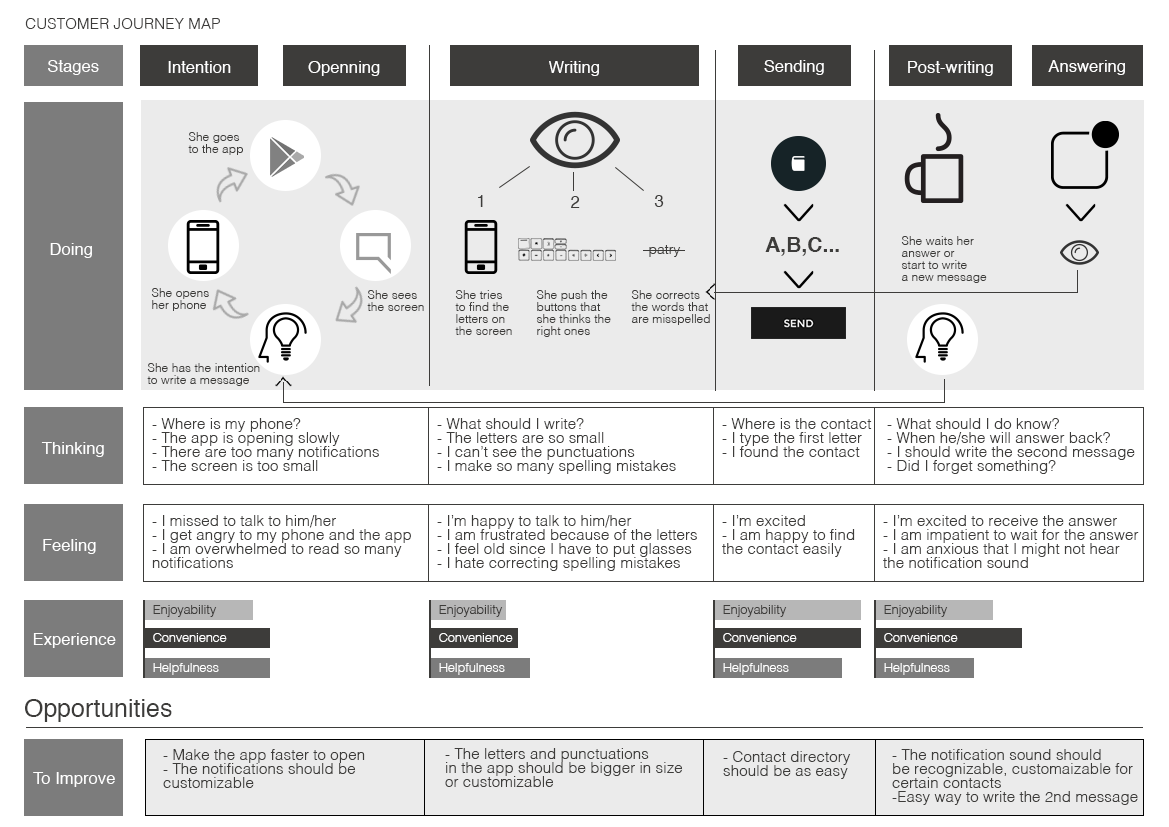 CUSTOMER JOURNEY MAP
Stages
Intention
Openning
Writing
Sending
Post-writing
Answering
Doing
She goes
to the app
She sees
the screen
She opens
her phone
She has the intention
to write a message
1
2
3
patry
She tries
to find the
letters on
the screen
She push the
buttons that
she thinks the
right ones
She corrects
the words that
are misspelled
A,B,C...
SEND
She waits her
answer or
start to write
a new message
Thinking
- Where is my phone?
- The app is opening slowly
- There are too many notifications
- The screen is too small
- What should I write?
- The letters are so small
- I can't see the punctuations
- I make so many spelling mistakes
- Where is the contact
- I type the first letter
- I found the contact
- What should I do know?
- When he/she will answer back?
- I should write the second message
- Did I forget something?
Feeling
- I missed to talk to him/her
- I get angry to my phone and the app
- I am overwhelmed to read so many
notifications
- I'm happy to talk to him/her
- I am frustrated because of the letters
- I feel old since I have to put glasses
- I hate correcting spelling mistakes
- I'm excited
- I am happy to find
the contact easily
- I'm excited to receive the answer
- I am impatient to wait for the answer
- I am anxious that I might not hear
the notification sound
Experience
Enjoyability
Convenience
Helpfulness
Enjoyability
Convenience
Helpfulness
Enjoyability
Convenience
Helpfulness
Enjoyability
Convenience
Helpfulness
Opportunities
To Improve
- Make the app faster to open
- The notifications should be
customizable
- The letters and punctuations
in the app should be bigger in size
or customizable
- Contact directory
should be as easy
- The notification sound should
be recognizable, customaizable for
certain contacts
-Easy way to write the 2nd message